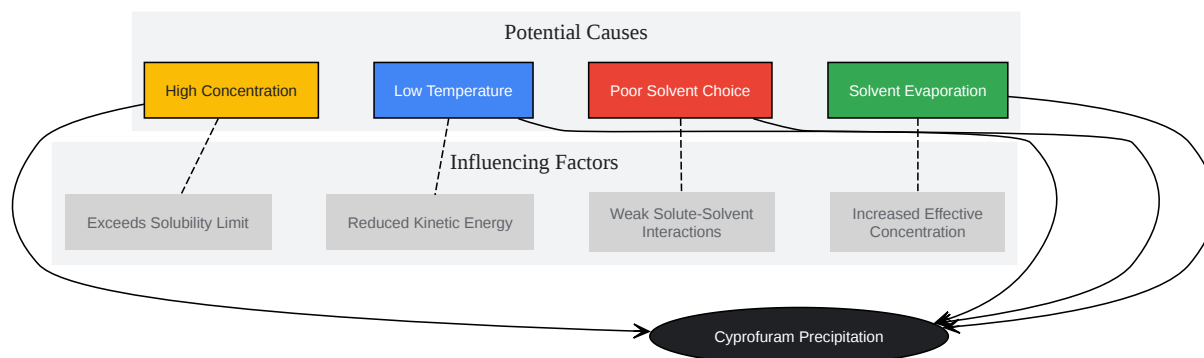 Potential Causes
High Concentration
Low Temperature
Poor Solvent Choice
Solvent Evaporation
Influencing Factors
Exceeds Solubility Limit
Reduced Kinetic Energy
Weak Solute-Solvent
Interactions
Increased Effective
Concentration
Cyprofuram Precipitation